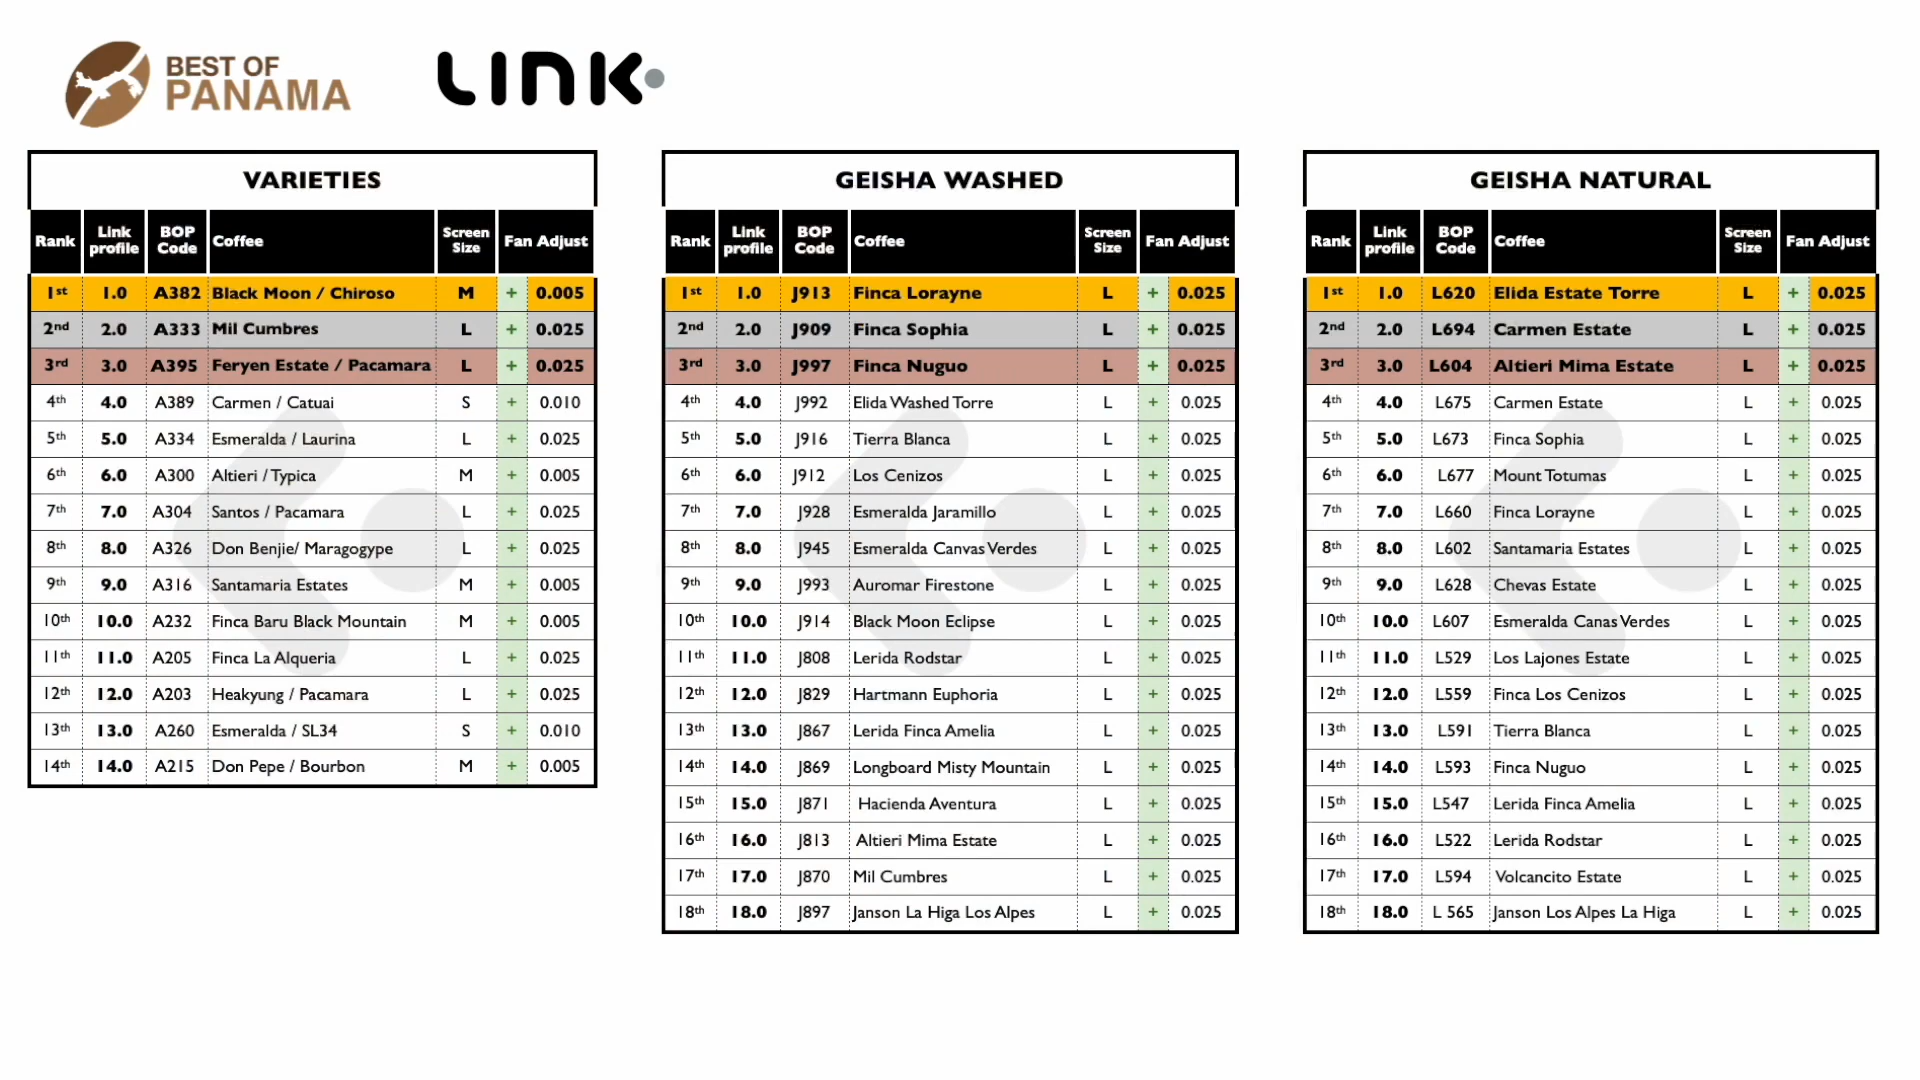 BEST OF
PANAMA
LINK
VARIETIES
Rank Link profile BOP Code Coffee Screen Size Fan Adjust
1st 1.0 A382 Black Moon / Chiroso M + 0.005
2nd 2.0 A333 Mil Cumbres L + 0.025
3rd 3.0 A395 Feryen Estate / Pacamara L + 0.025
4th 4.0 A389 Carmen / Catuai S + 0.010
5th 5.0 A334 Esmeralda / Laurina L + 0.025
6th 6.0 A300 Altieri / Typica M + 0.005
7th 7.0 A304 Santos / Pacamara L + 0.025
8th 8.0 A326 Don Benjie/ Maragogype L + 0.025
9th 9.0 A316 Santamaria Estates M + 0.005
10th 10.0 A232 Finca Baru Black Mountain M + 0.005
11th 11.0 A205 Finca La Alqueria L + 0.025
12th 12.0 A203 Heakyung / Pacamara L + 0.025
13th 13.0 A260 Esmeralda / SL34 S + 0.010
14th 14.0 A215 Don Pepe / Bourbon M + 0.005
GEISHA WASHED
Rank Link profile BOP Code Coffee Screen Size Fan Adjust
1st 1.0 J913 Finca Lorayne L + 0.025
2nd 2.0 J909 Finca Sophia L + 0.025
3rd 3.0 J997 Finca Nuguo L + 0.025
4th 4.0 J992 Elida Washed Torre L + 0.025
5th 5.0 J916 Tierra Blanca L + 0.025
6th 6.0 J912 Los Cenizos L + 0.025
7th 7.0 J928 Esmeralda Jaramillo L + 0.025
8th 8.0 J945 Esmeralda Canvas Verdes L + 0.025
9th 9.0 J993 Auromar Firestone L + 0.025
10th 10.0 J914 Black Moon Eclipse L + 0.025
11th 11.0 J808 Lerida Rodstar L + 0.025
12th 12.0 J829 Hartmann Euphoria L + 0.025
13th 13.0 J867 Lerida Finca Amelia L + 0.025
14th 14.0 J869 Longboard Misty Mountain L + 0.025
15th 15.0 J871 Hacienda Aventura L + 0.025
16th 16.0 J813 Altieri Mima Estate L + 0.025
17th 17.0 J870 Mil Cumbres L + 0.025
18th 18.0 J897 Janson La Higa Los Alpes L + 0.025
GEISHA NATURAL
Rank Link profile BOP Code Coffee Screen Size Fan Adjust
1st 1.0 L620 Elida Estate Torre L + 0.025
2nd 2.0 L694 Carmen Estate L + 0.025
3rd 3.0 L604 Altieri Mima Estate L + 0.025
4th 4.0 L675 Carmen Estate L + 0.025
5th 5.0 L673 Finca Sophia L + 0.025
6th 6.0 L677 Mount Totumas L + 0.025
7th 7.0 L660 Finca Lorayne L + 0.025
8th 8.0 L602 Santamaria Estates L + 0.025
9th 9.0 L628 Chevas Estate L + 0.025
10th 10.0 L607 Esmeralda Canas Verdes L + 0.025
11th 11.0 L529 Los Lajones Estate L + 0.025
12th 12.0 L559 Finca Los Cenizos L + 0.025
13th 13.0 L591 Tierra Blanca L + 0.025
14th 14.0 L593 Finca Nuguo L + 0.025
15th 15.0 L547 Lerida Finca Amelia L + 0.025
16th 16.0 L522 Lerida Rodstar L + 0.025
17th 17.0 L594 Volcancito Estate L + 0.025
18th 18.0 L 565 Janson Los Alpes La Higa L + 0.025